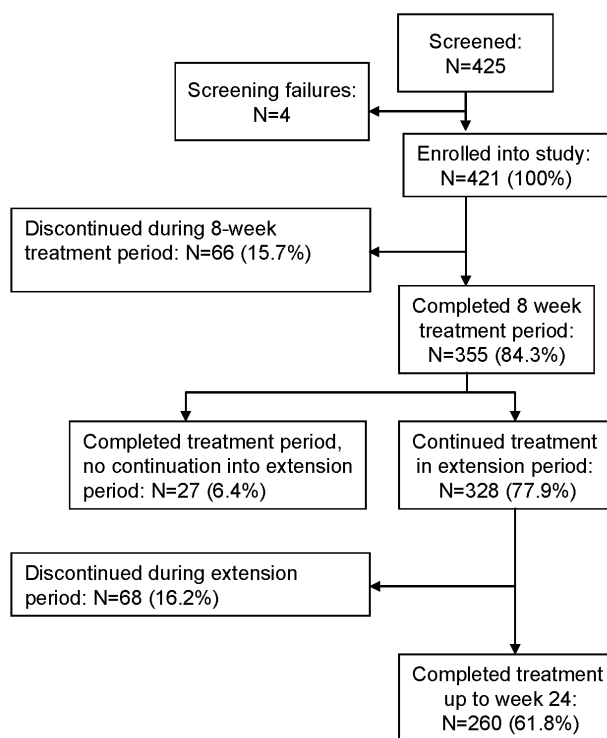 Screened:
N=425
Screening failures:
N=4
Enrolled into study:
N=421 (100%)
Discontinued during 8-week
treatment period: N=66 (15.7%)
Completed 8 week
treatment period:
N=355 (84.3%)
Completed treatment period,
no continuation into extension
period: N=27 (6.4%)
Continued treatment
in extension period:
N=328 (77.9%)
Discontinued during extension
period: N=68 (16.2%)
Completed treatment
up to week 24:
N=260 (61.8%)